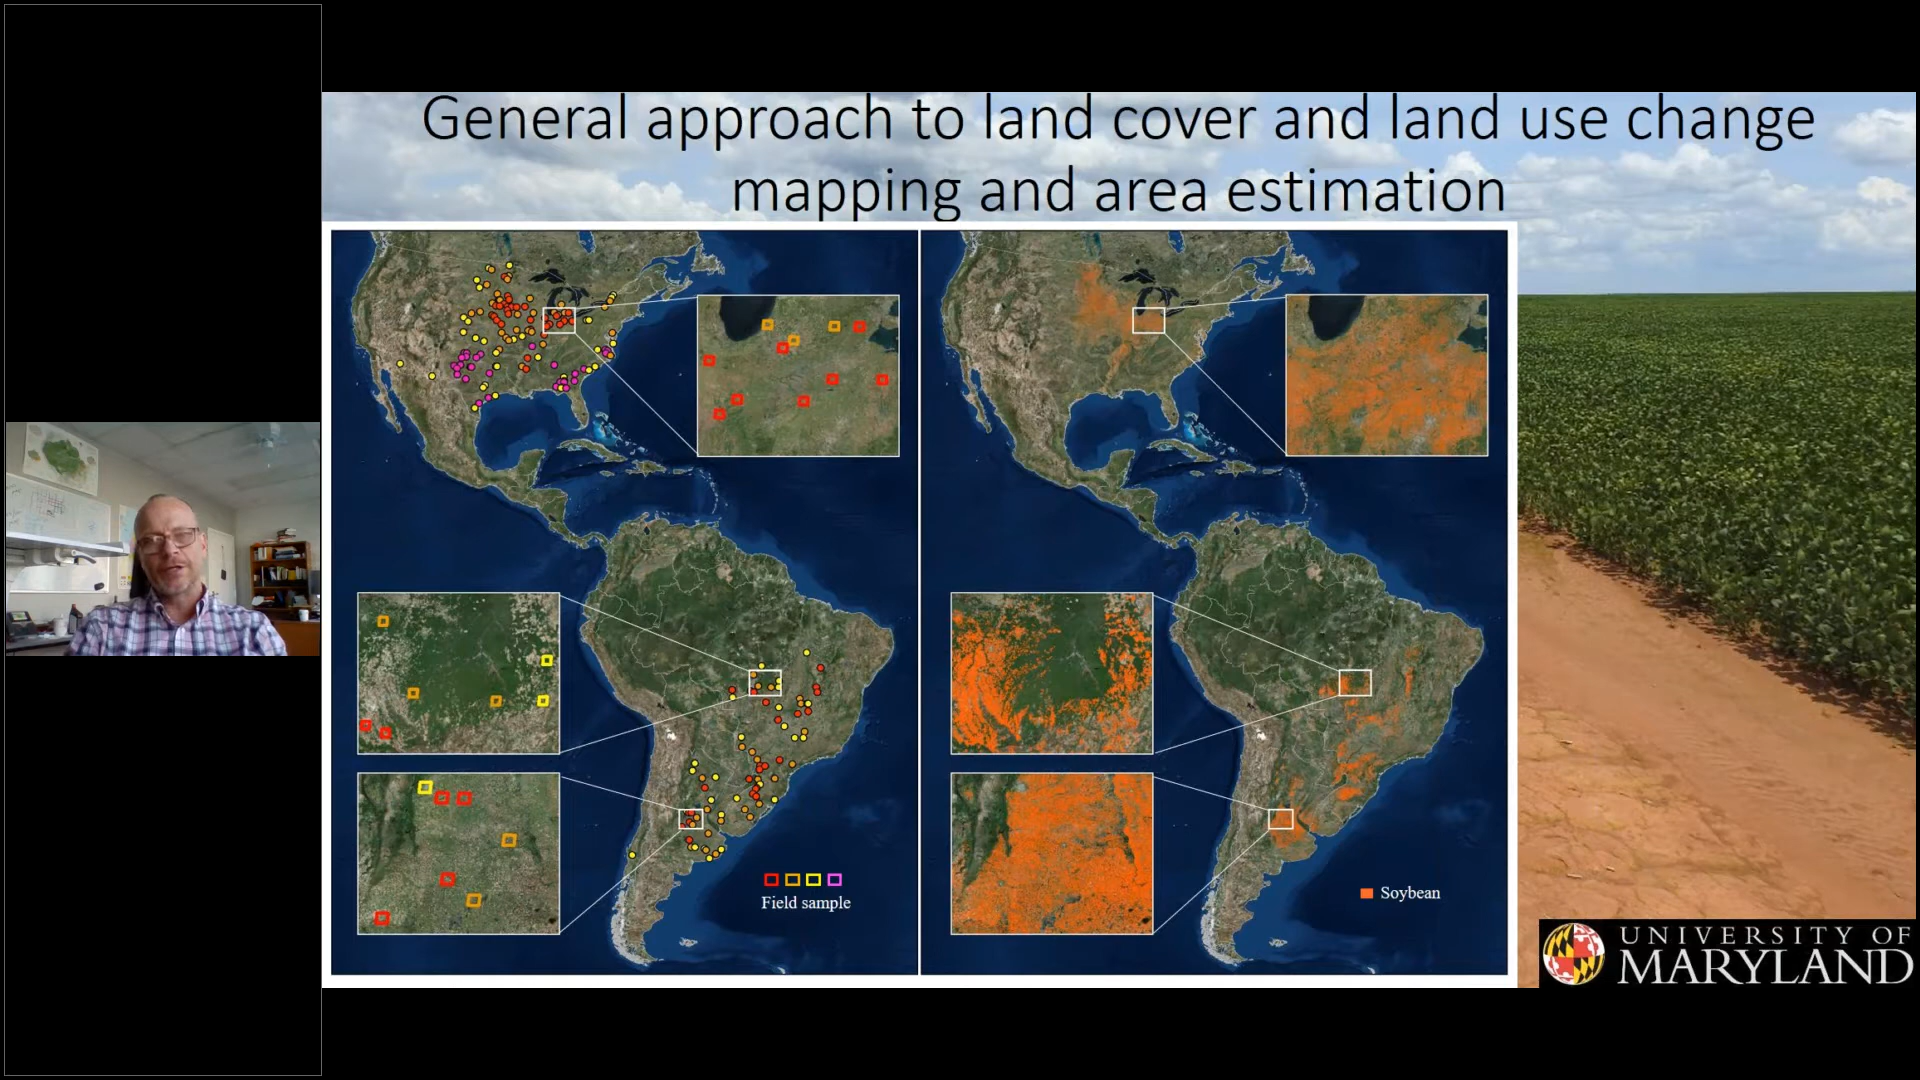 General approach to land cover and land use change
mapping and area estimation
Field sample
Soybean
UNIVERSITY OF
MARYLAND